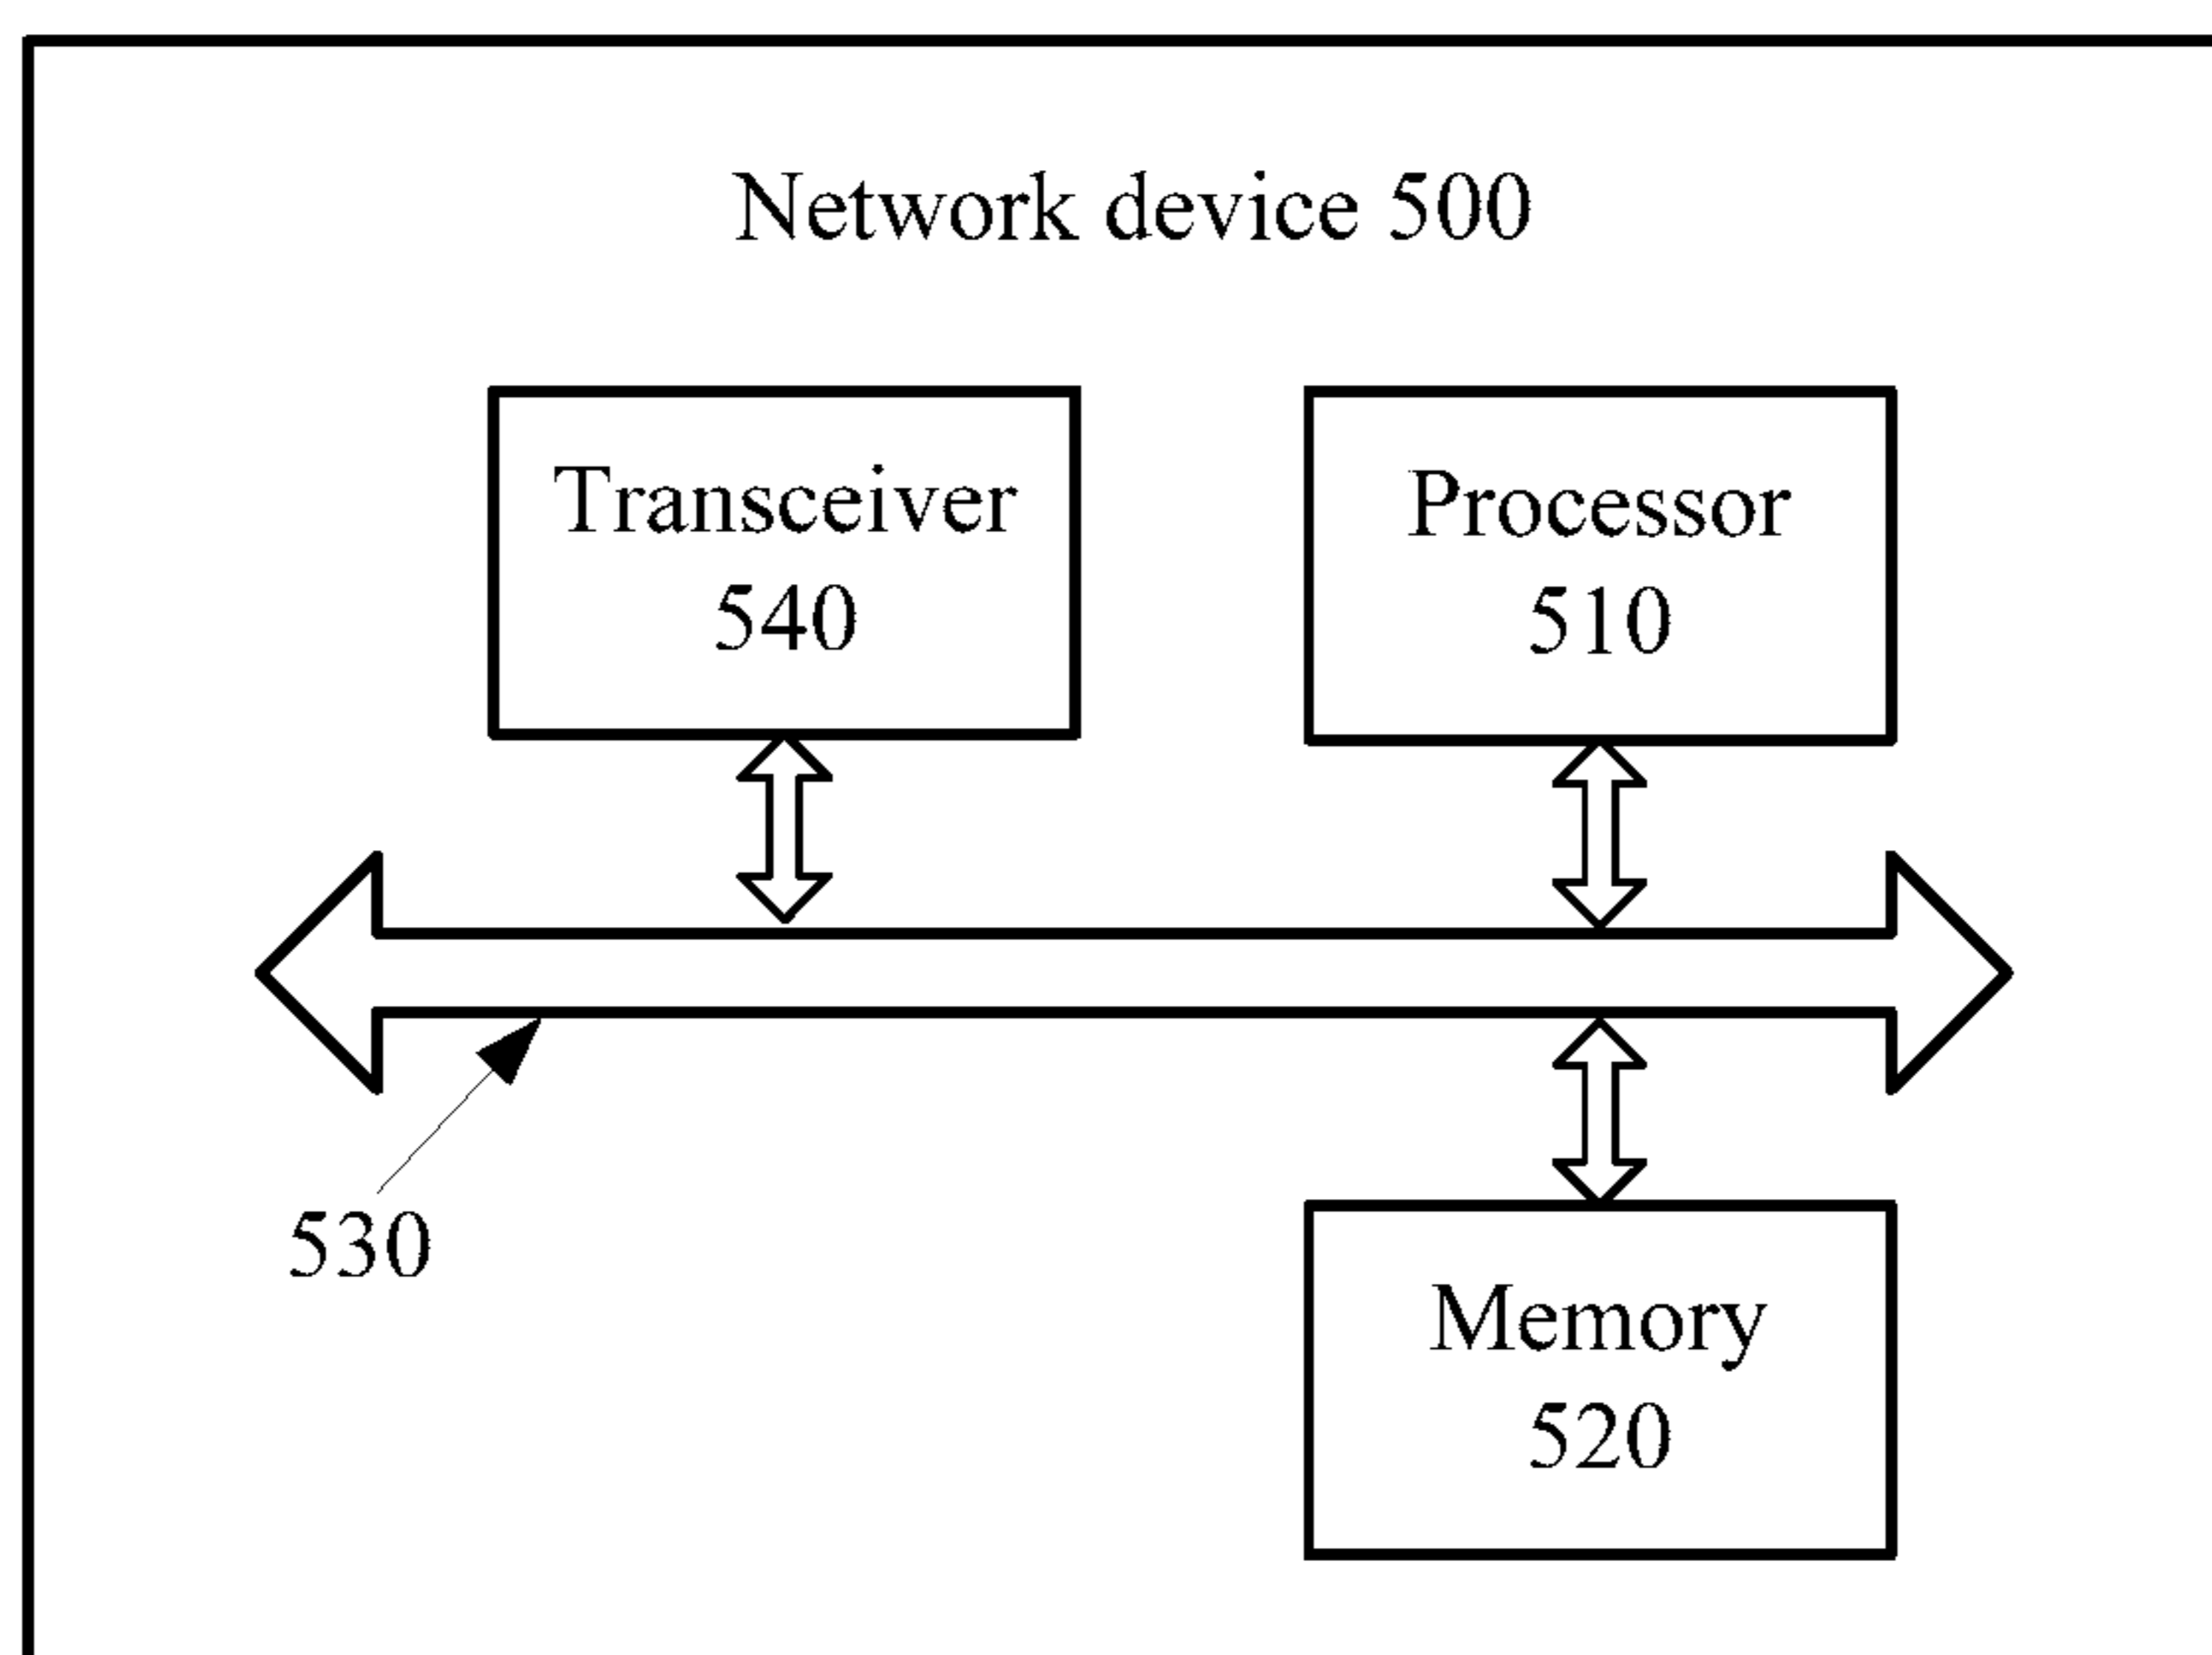 Network device 500
Transceiver
540
Processor
510
530
Memory
520